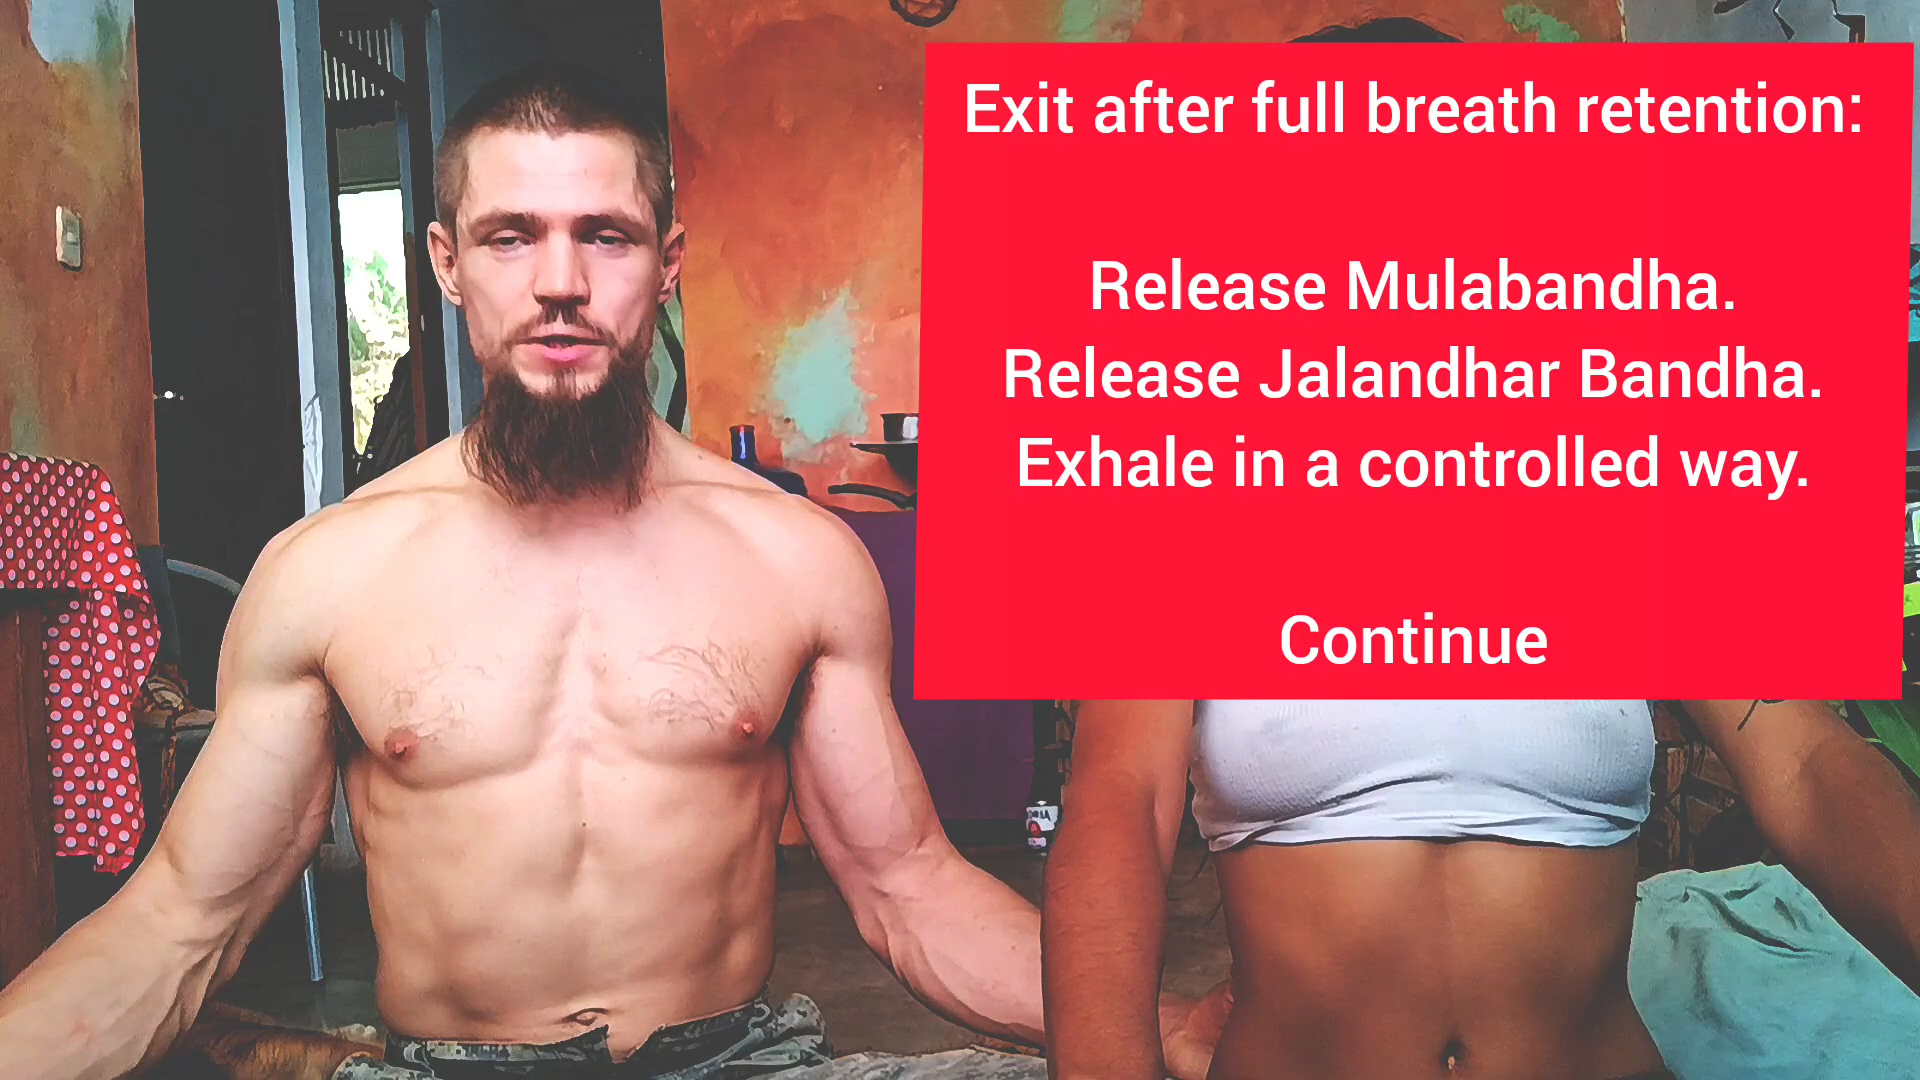 Exit after full breath retention:
Release Mulabandha.
Release Jalandhar Bandha.
Exhale in a controlled way.
Continue